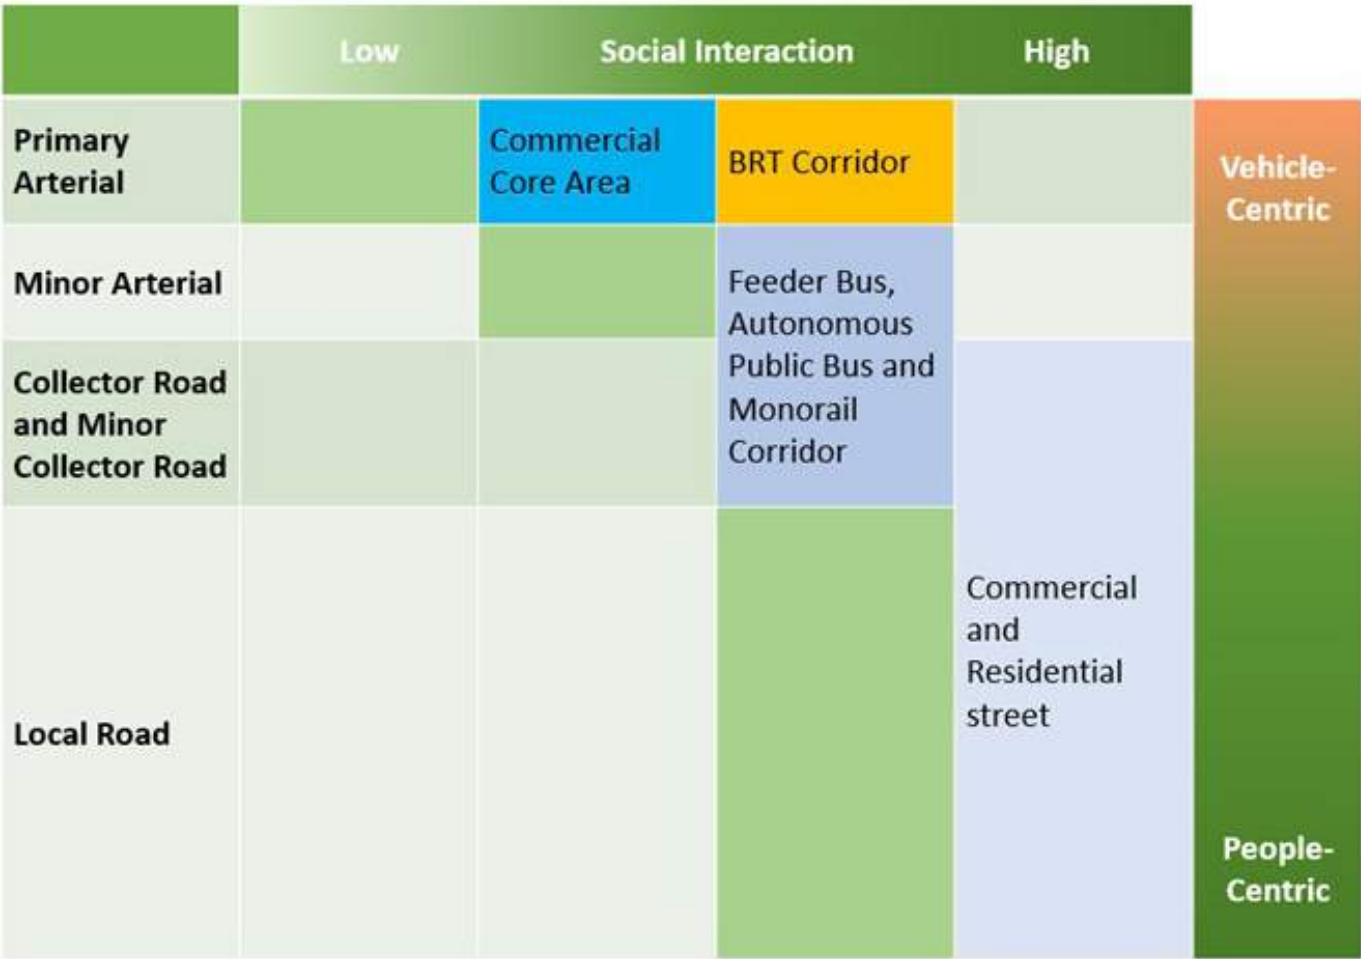 Low Social Interaction High
Primary
Arterial
Commercial
Core Area
BRT Corridor
Vehicle-
Centric
Minor Arterial
Feeder Bus,
Autonomous
Public Bus and
Monorail
Corridor
Collector Road
and Minor
Collector Road
Local Road
Commercial
and
Residential
street
People-
Centric